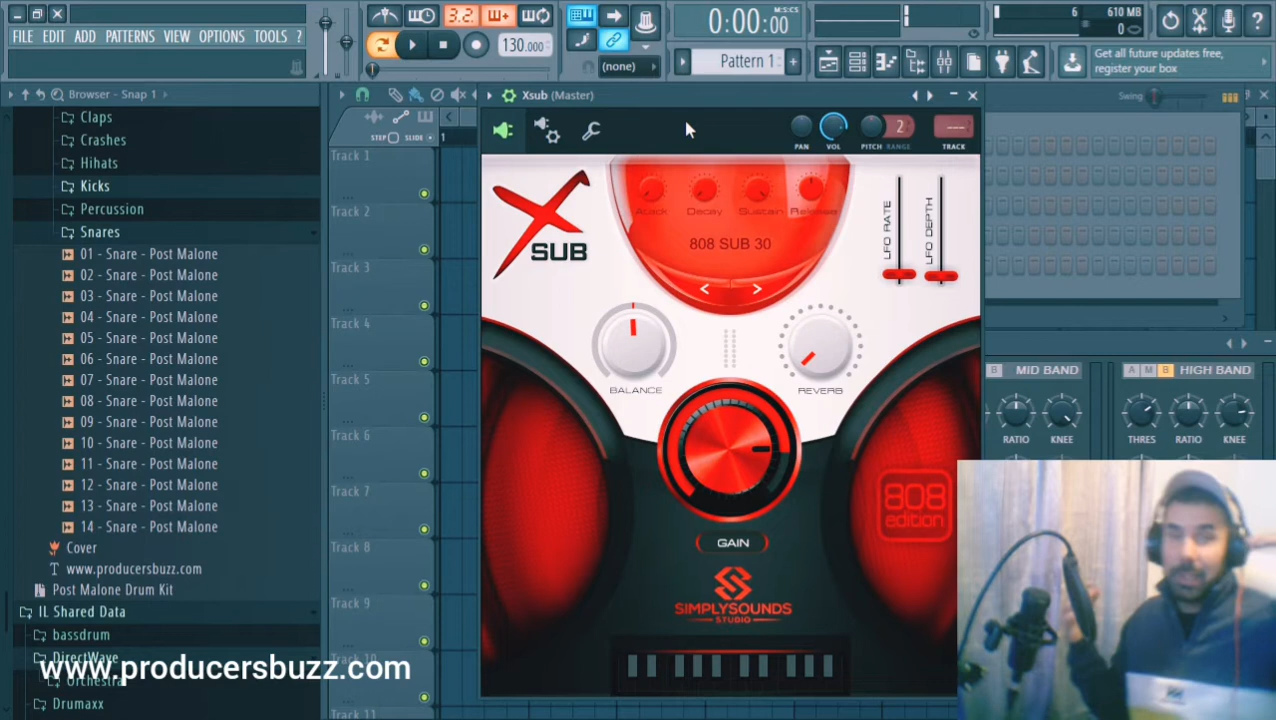 FILE EDIT ADD PATTERNS VIEW OPTIONS TOOLS ?
3.2.
130.000
(none)
0:00:00
M:S:CS
Pattern 1
6
610 MB
0
Get all future updates free,
register your box
Browser - Snap 1
Claps
Crashes
Hihats
Kicks
Percussion
Snares
01 - Snare - Post Malone
02 - Snare - Post Malone
03 - Snare - Post Malone
04 - Snare - Post Malone
05 - Snare - Post Malone
06 - Snare - Post Malone
07 - Snare - Post Malone
08 - Snare - Post Malone
09 - Snare - Post Malone
10 - Snare - Post Malone
11 - Snare - Post Malone
12 - Snare - Post Malone
13 - Snare - Post Malone
14 - Snare - Post Malone
Cover
www.producersbuzz.com
Post Malone Drum Kit
IL Shared Data
bassdrum
DirectWave
Orchestra
Drumaxx
www.producersbuzz.com
STEP
SLIDE
1
Track 1
Track 2
Track 3
Track 4
Track 5
Track 6
Track 7
Track 8
Track 9
Track 10
Track 11
Xsub (Master)
PAN
VOL
PITCH
RANGE
2
TRACK
---
X
SUB
Attack
Decay
Sustain
Release
808 SUB 30
< >
LFO RATE
LFO DEPTH
BALANCE
REVERB
GAIN
808
edition
SIMPLYSOUNDS
STUDIO
Swing
B
MID BAND
A M B
HIGH BAND
RATIO
KNEE
THRES
RATIO
KNEE